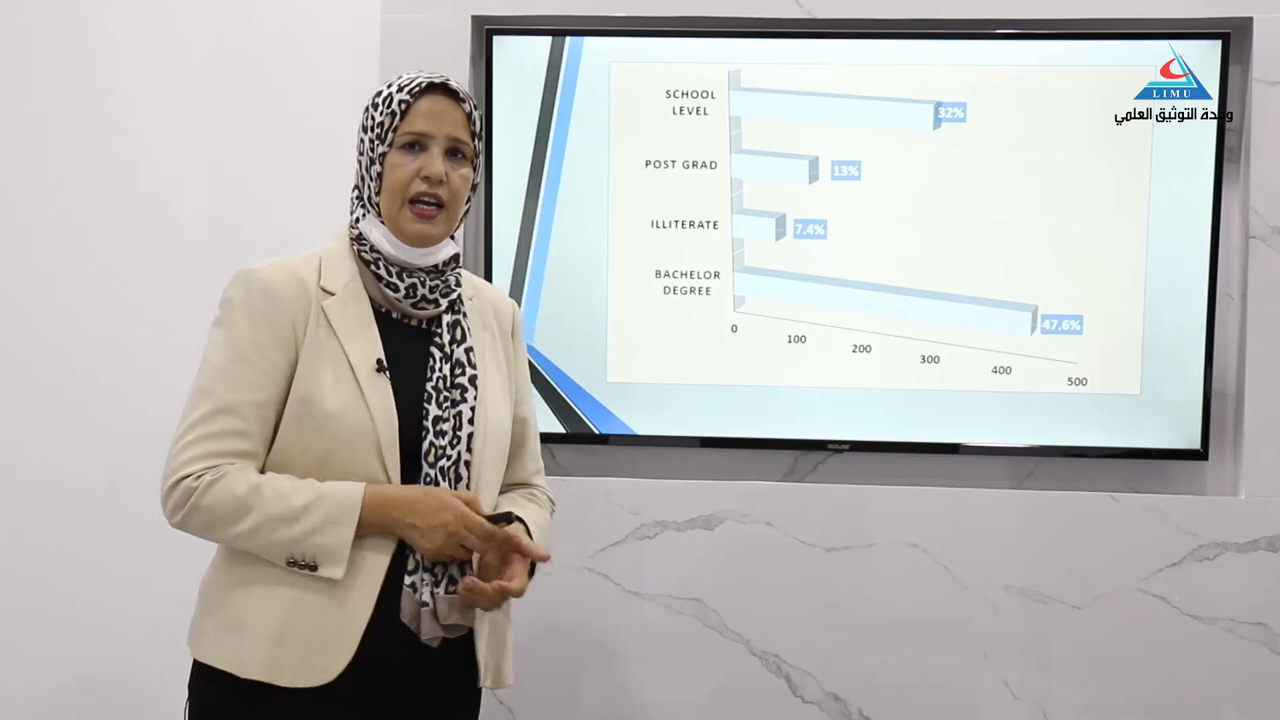 SCHOOL
LEVEL
32%
POST GRAD
13%
ILLITERATE
7.4%
BACHELOR
DEGREE
47.6%
0
100
200
300
400
500
LIMU
وحدة التوثيق العلمي